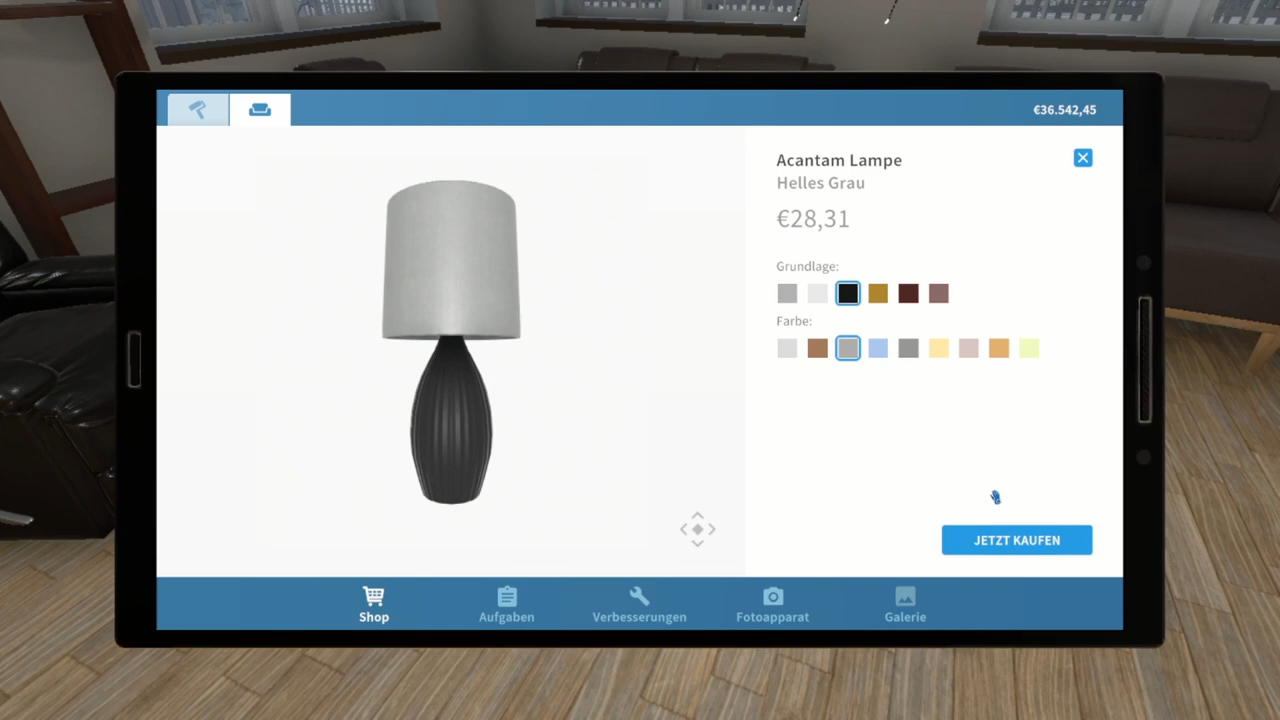 €36.542,45
Acantam Lampe
Helles Grau
€28,31
Grundlage:
Farbe:
JETZT KAUFEN
Shop
Aufgaben
Verbesserungen
Fotoapparat
Galerie